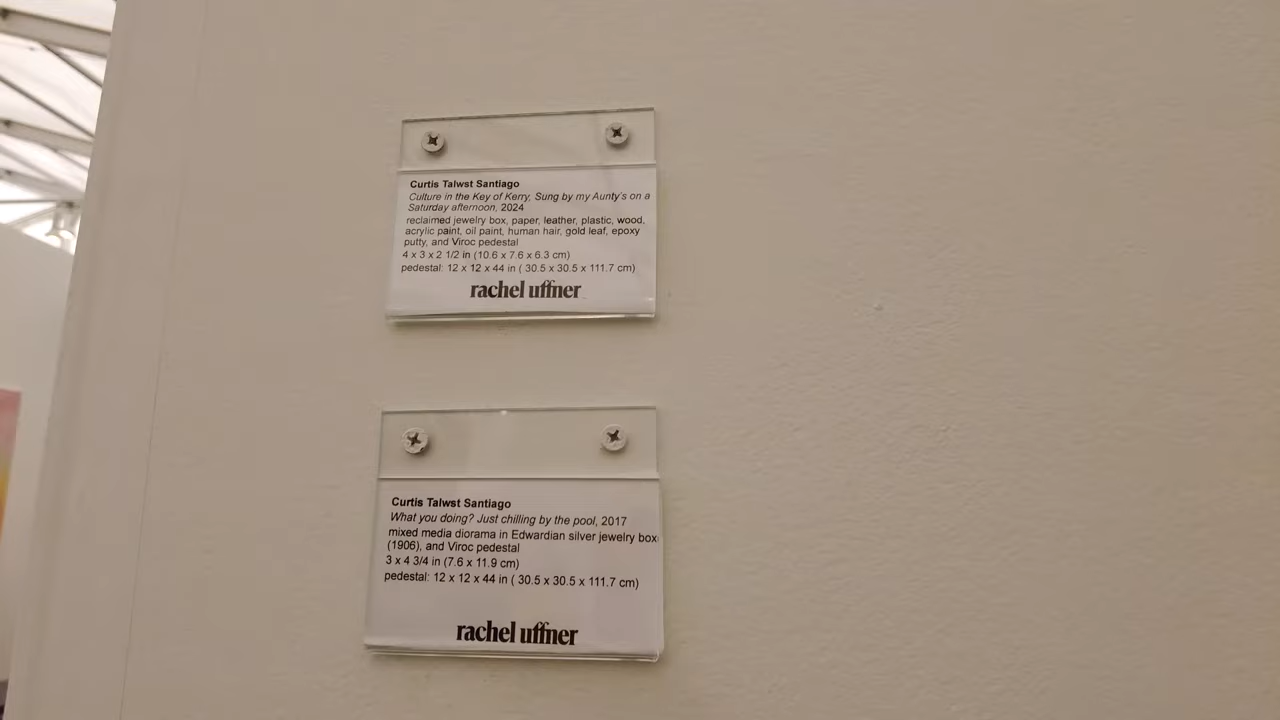 Curtis Talwst Santiago
Culture in the Key of Kerry, Sung by my Aunty's on a
Saturday afternoon, 2024
reclaimed jewelry box, paper, leather, plastic, wood,
acrylic paint, oil paint, human hair, gold leaf, epoxy
putty, and Viroc pedestal
4 x 3 x 2 1/2 in (10.6 x 7.6 x 6.3 cm)
pedestal: 12 x 12 x 44 in ( 30.5 x 30.5 x 111.7 cm)
rachel uffner
Curtis Talwst Santiago
What you doing? Just chilling by the pool, 2017
mixed media diorama in Edwardian silver jewelry box
(1906), and Viroc pedestal
3 x 4 3/4 in (7.6 x 11.9 cm)
pedestal: 12 x 12 x 44 in ( 30.5 x 30.5 x 111.7 cm)
rachel uffner